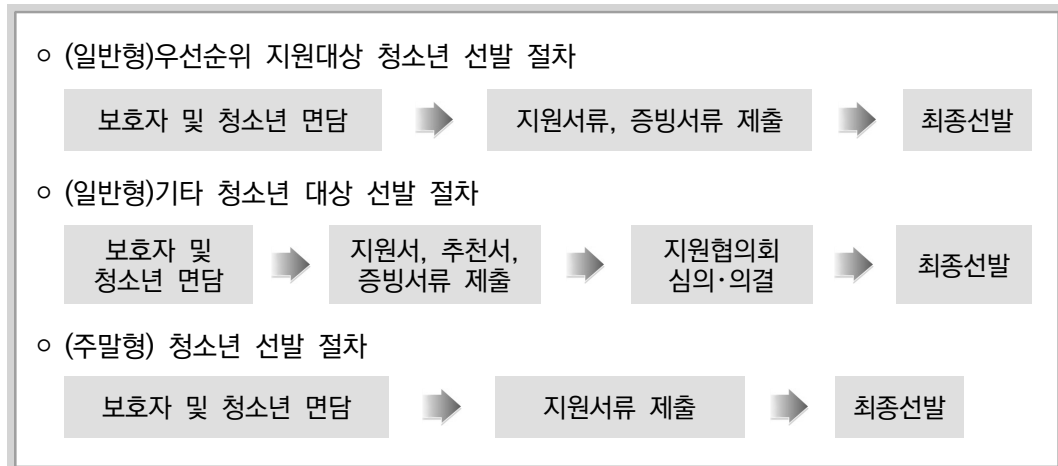 ○ (일반형)우선순위 지원대상 청소년 선발 절차
보호자 및 청소년 면담
지원서류, 증빙서류 제출
최종선발
○ (일반형)기타 청소년 대상 선발 절차
보호자 및
청소년 면담
지원서, 추천서,
증빙서류 제출
지원협의회
심의·의결
최종선발
○ (주말형) 청소년 선발 절차
보호자 및 청소년 면담
지원서류 제출
최종선발